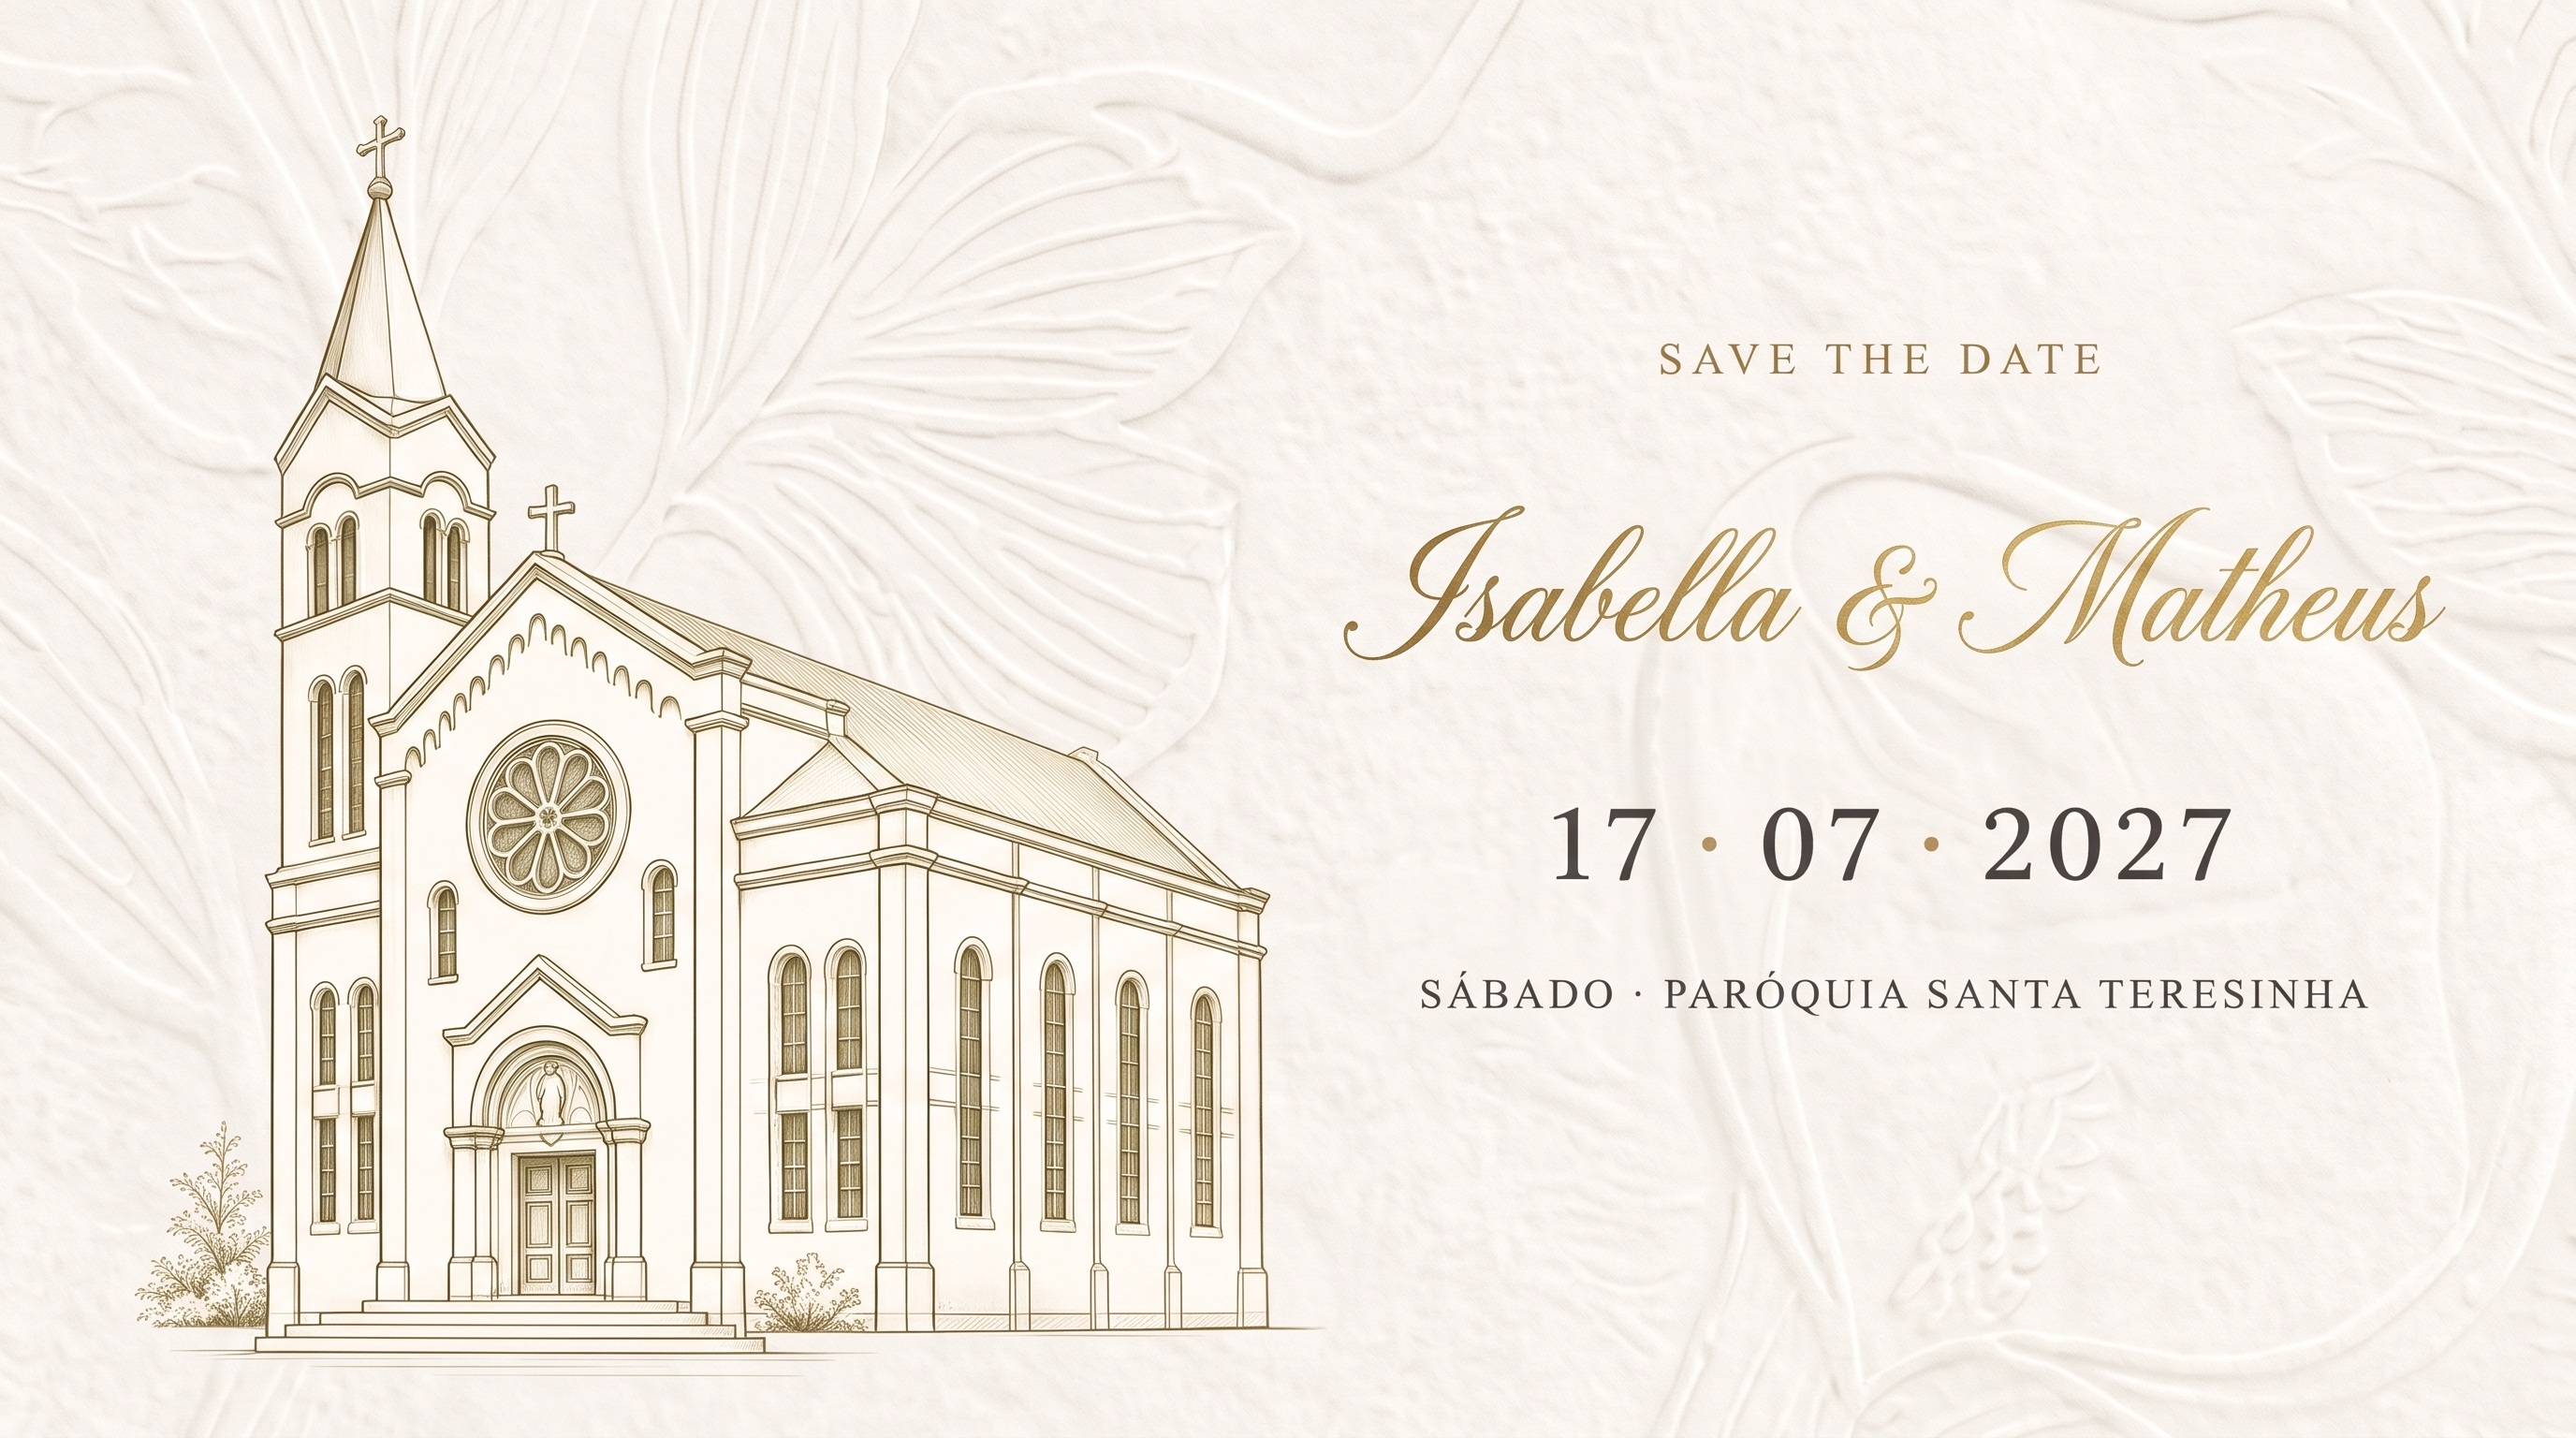 SAVE THE DATE
Isabella & Matheus
17 · 07 · 2027
SÁBADO · PARÓQUIA SANTA TERESINHA